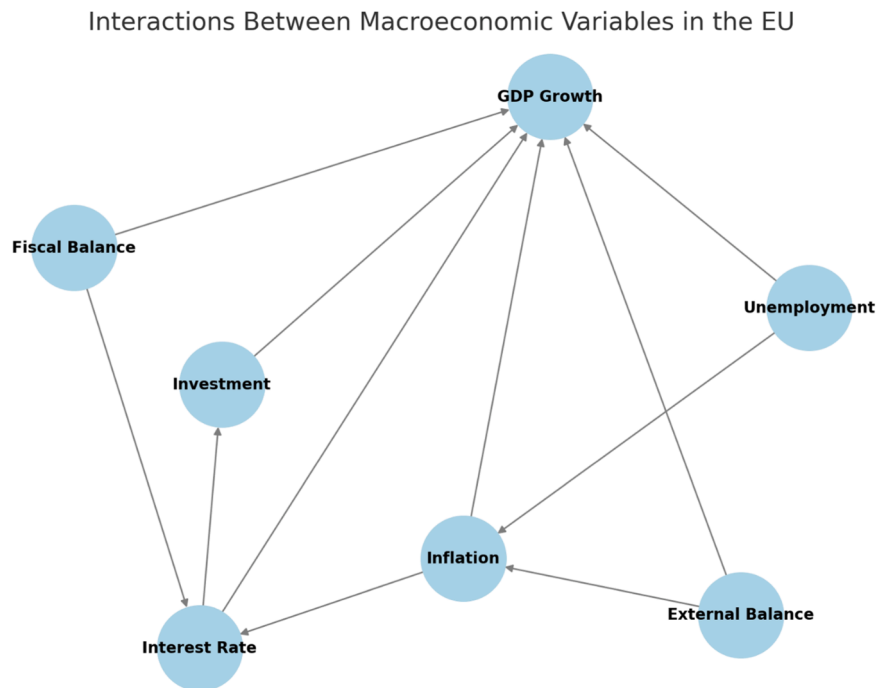 Interactions Between Macroeconomic Variables in the EU
GDP Growth
Fiscal Balance
Unemployment
Investment
Inflation
External Balance
Interest Rate